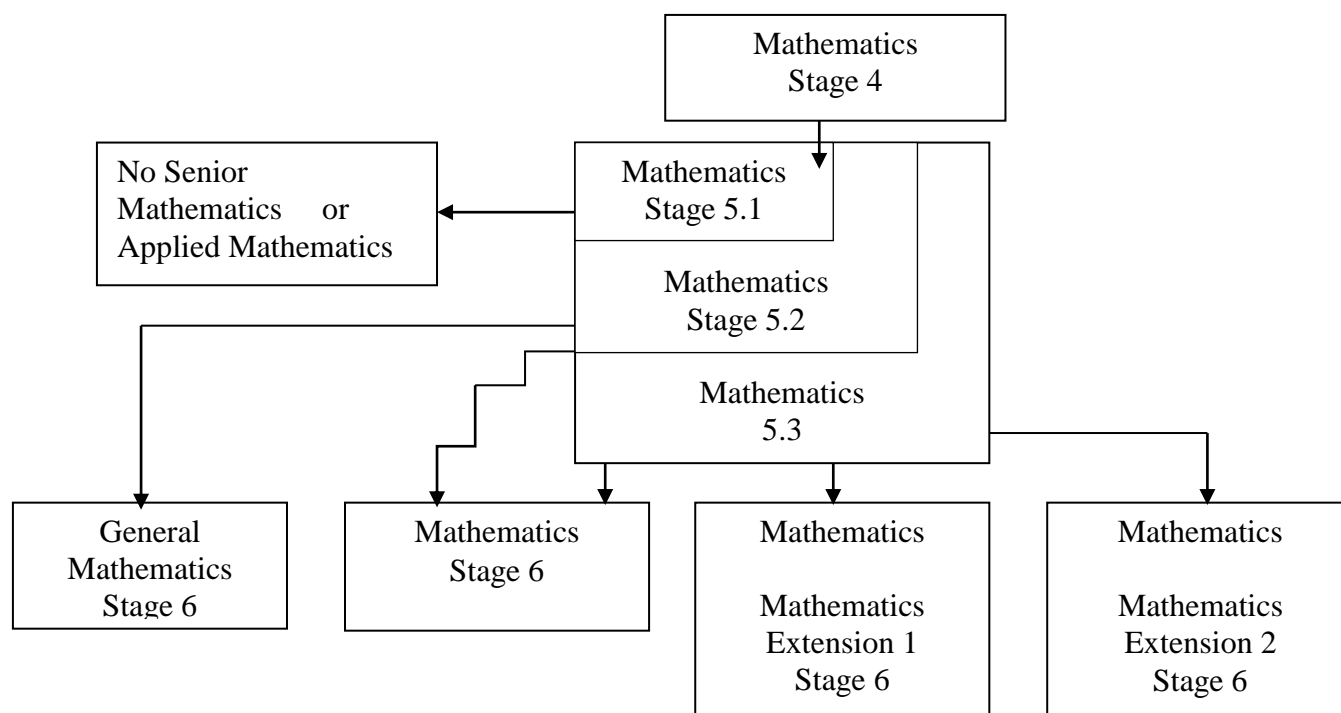 Mathematics
Stage 4
No Senior
Mathematics or
Applied Mathematics
Mathematics
Stage 5.1
Mathematics
Stage 5.2
Mathematics
5.3
General
Mathematics
Stage 6
Mathematics
Stage 6
Mathematics
Mathematics
Extension 1
Stage 6
Mathematics
Mathematics
Extension 2
Stage 6